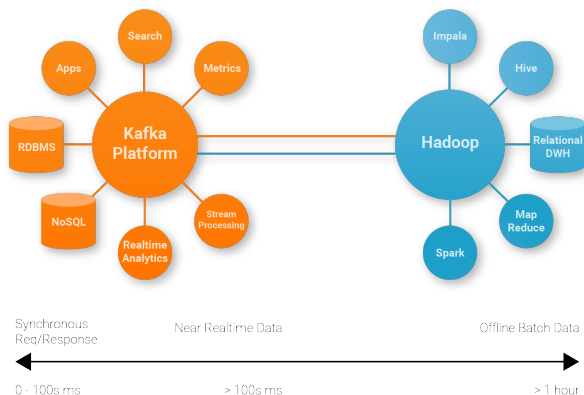 Search
Impala
Apps
Metrics
Hive
Kafka
Platform
Hadoop
RDBMS
Relational
DWH
NoSQL
Stream
Processing
Map
Reduce
Realtime
Analytics
Spark
Synchronous
Req/Response
Near Realtime Data
Offline Batch Data
0 - 100s ms
> 100s ms
> 1 hour